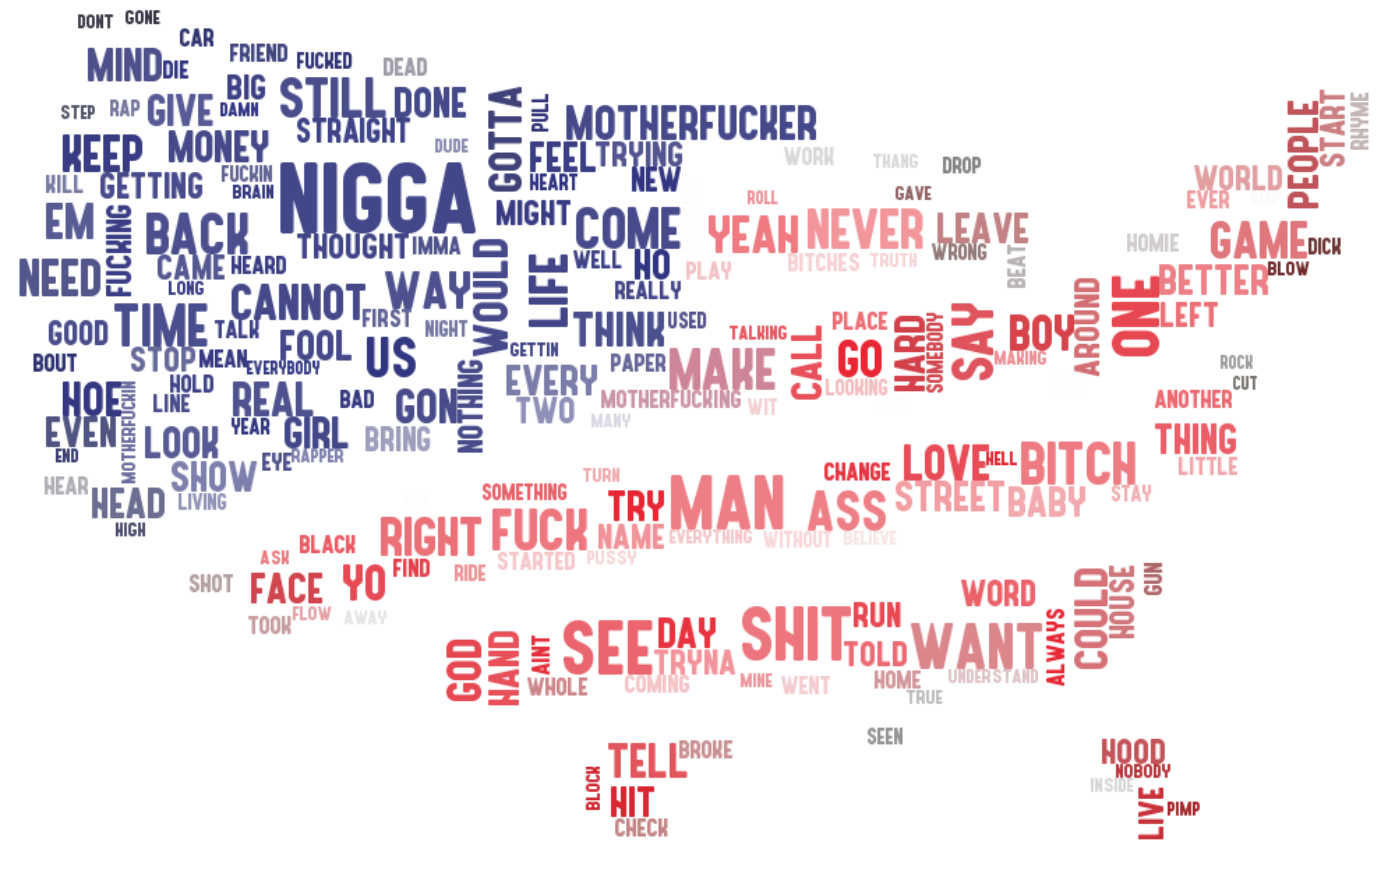 DONT GONE
CAR
MIND DIE FRIEND FUCKED DEAD
BIG STILL DONE
STEP RAP GIVE DAMN STRAIGHT
GOTTA PULL MOTHERFUCKER
KEEP MONEY DUDE FEEL TRYING
KILL GETTING FUCKIN BRAIN NIGGA HEART NEW
EM FUCKING BACK THOUGHT IMMA MIGHT COME
NEED CAME HEARD LONG WAY WOULD LIFE WELL HO
REALLY
TIME CANNOT FIRST NIGHT THINK USED
GOOD TALK FOOL US GETTIN PAPER
BOUT STOP MEAN EVERYBODY NOTHING EVERY
HOE MOTHERFUCKIN HOLD LINE REAL BAD GON TWO MANY
EVEN LOOK YEAR GIRL BRING
END EYE RAPPER
HEAR SHOW
HEAD LIVING
HIGH
WORK THANG DROP
ROLL GAVE
YEAH NEVER LEAVE
PLAY BITCHES TRUTH WRONG BEAT
TALKING CALL PLACE GO HARD SOMEBODY SAY BOY
MAKE LOOKING MAKING AROUND
MOTHERFUCKING WIT
PEOPLE START RHYME
WORLD
EVER
HOMIE GAME DICK
ONE BETTER BLOW
LEFT
ROCK
CUT
ANOTHER
THING
LITTLE
CHANGE LOVE HELL BITCH
TURN STREET BABY STAY
SOMETHING TRY MAN ASS
RIGHT FUCK NAME EVERYTHING WITHOUT BELIEVE
BLACK STARTED PUSSY
ASK FIND RIDE
SHOT FACE YO
FLOW AWAY
TOOK
WORD COULD HOUSE GUN
GOD HAND AINT SEE DAY SHIT RUN
TRYNA TOLD WANT ALWAYS
WHOLE COMING MINE WENT HOME UNDERSTAND
TRUE
SEEN
TELL BROKE
BLOCK HIT
CHECK
HOOD
NOBODY
INSIDE
LIVE PIMP